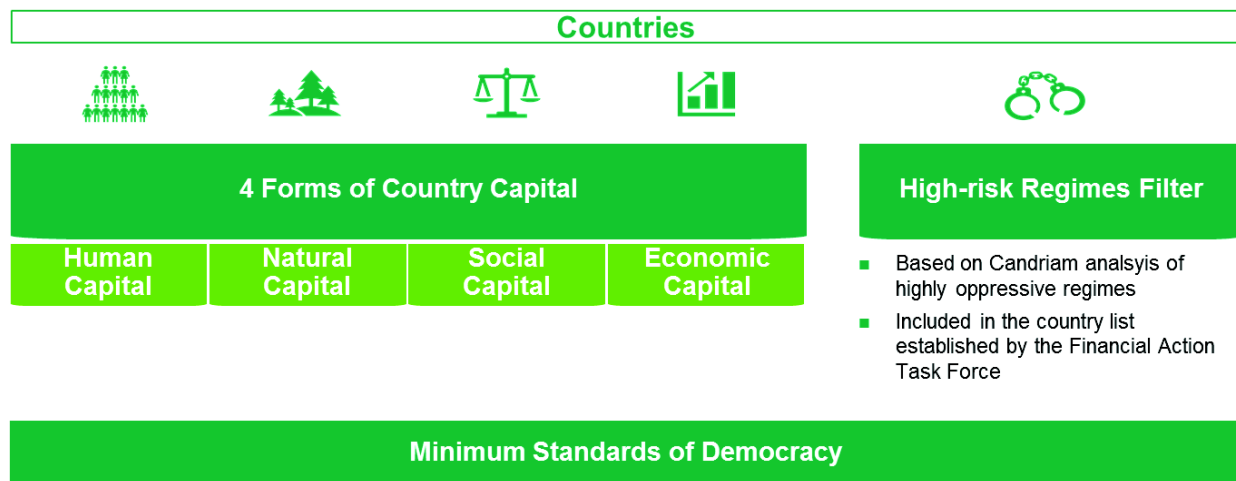 Countries
4 Forms of Country Capital
High-risk Regimes Filter
Human
Capital
Natural
Capital
Social
Capital
Economic
Capital
Based on Candriam analsyis of
highly oppressive regimes
Included in the country list
established by the Financial Action
Task Force
Minimum Standards of Democracy